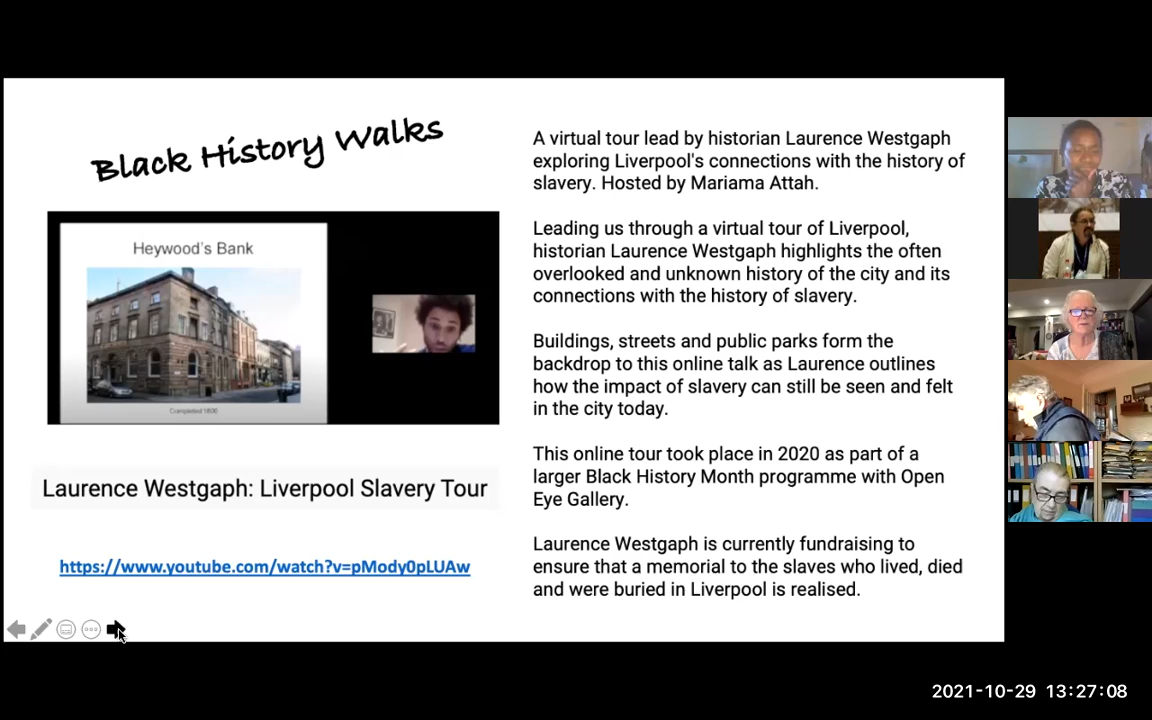 Black History Walks
Heywood's Bank
Completed 1800
Laurence Westgaph: Liverpool Slavery Tour
https://www.youtube.com/watch?v=pMody0pLUAw
A virtual tour lead by historian Laurence Westgaph
exploring Liverpool's connections with the history of
slavery. Hosted by Mariama Attah.
Leading us through a virtual tour of Liverpool,
historian Laurence Westgaph highlights the often
overlooked and unknown history of the city and its
connections with the history of slavery.
Buildings, streets and public parks form the
backdrop to this online talk as Laurence outlines
how the impact of slavery can still be seen and felt
in the city today.
This online tour took place in 2020 as part of a
larger Black History Month programme with Open
Eye Gallery.
Laurence Westgaph is currently fundraising to
ensure that a memorial to the slaves who lived, died
and were buried in Liverpool is realised.
2021-10-29 13:27:08